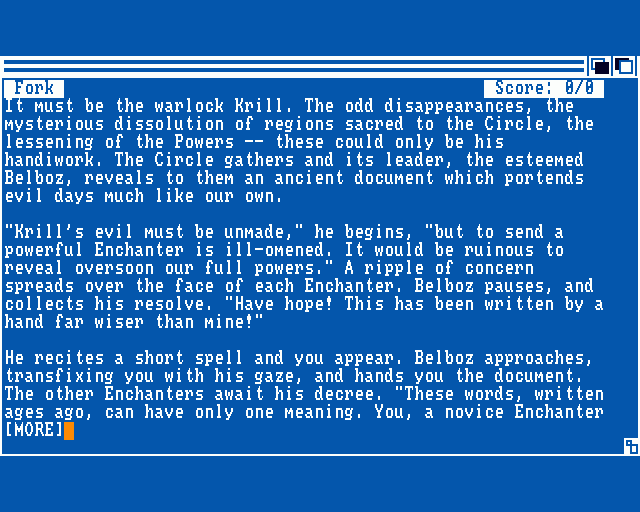 Fork Score: 0/0
It must be the warlock Krill. The odd disappearances, the
mysterious dissolution of regions sacred to the Circle, the
lessening of the Powers -- these could only be his
handiwork. The Circle gathers and its leader, the esteemed
Belboz, reveals to them an ancient document which portends
evil days much like our own.
"Krill's evil must be unmade," he begins, "but to send a
powerful Enchanter is ill-omened. It would be ruinous to
reveal oversoon our full powers." A ripple of concern
spreads over the face of each Enchanter. Belboz pauses, and
collects his resolve. "Have hope! This has been written by a
hand far wiser than mine!"
He recites a short spell and you appear. Belboz approaches,
transfixing you with his gaze, and hands you the document.
The other Enchanters await his decree. "These words, written
ages ago, can have only one meaning. You, a novice Enchanter
[MORE]